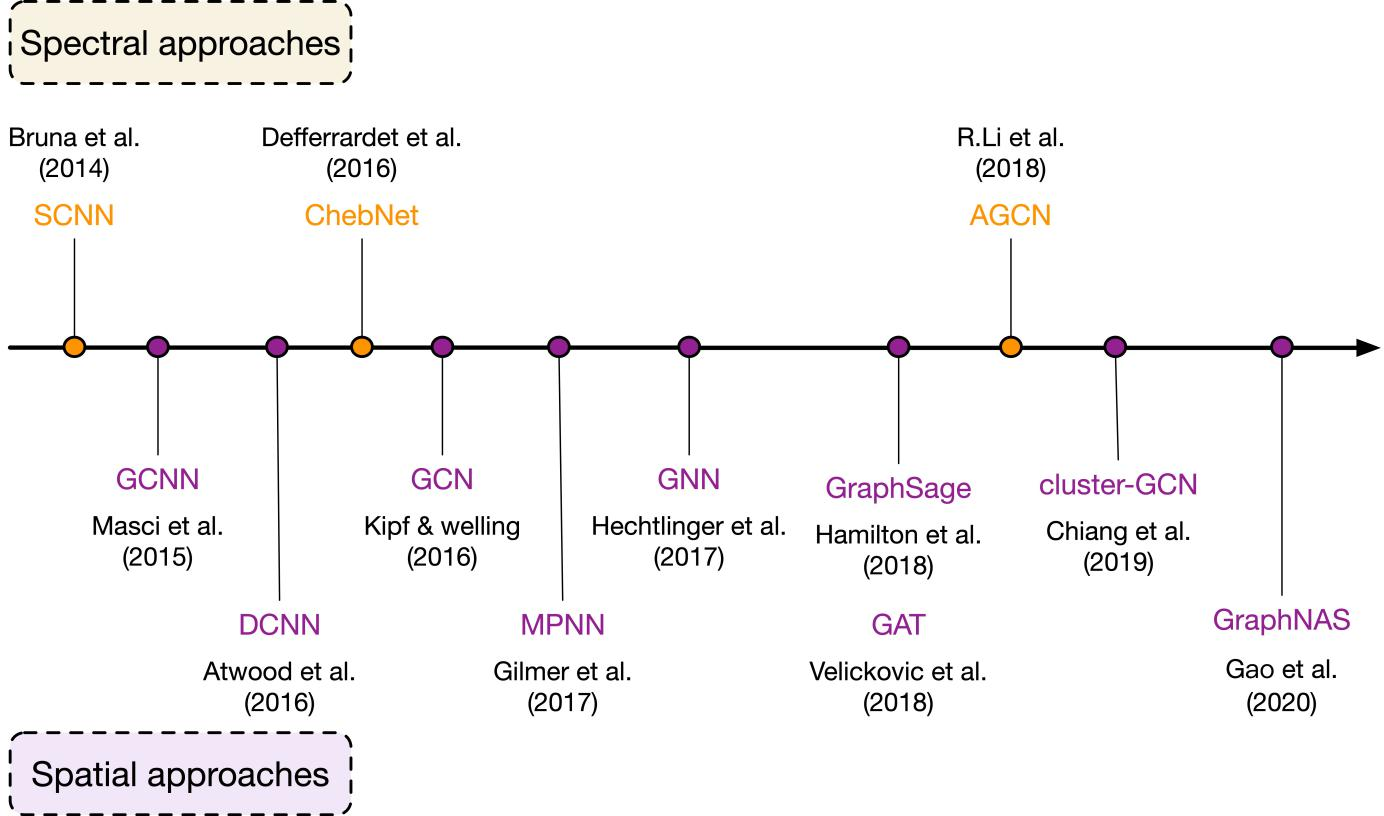 Spectral approaches
Bruna et al.
(2014)
SCNN
Defferrardet et al.
(2016)
ChebNet
R.Li et al.
(2018)
AGCN
GCNN
Masci et al.
(2015)
DCNN
Atwood et al.
(2016)
GCN
Kipf & welling
(2016)
MPNN
Gilmer et al.
(2017)
GNN
Hechtlinger et al.
(2017)
GraphSage
Hamilton et al.
(2018)
GAT
Velickovic et al.
(2018)
cluster-GCN
Chiang et al.
(2019)
GraphNAS
Gao et al.
(2020)
Spatial approaches